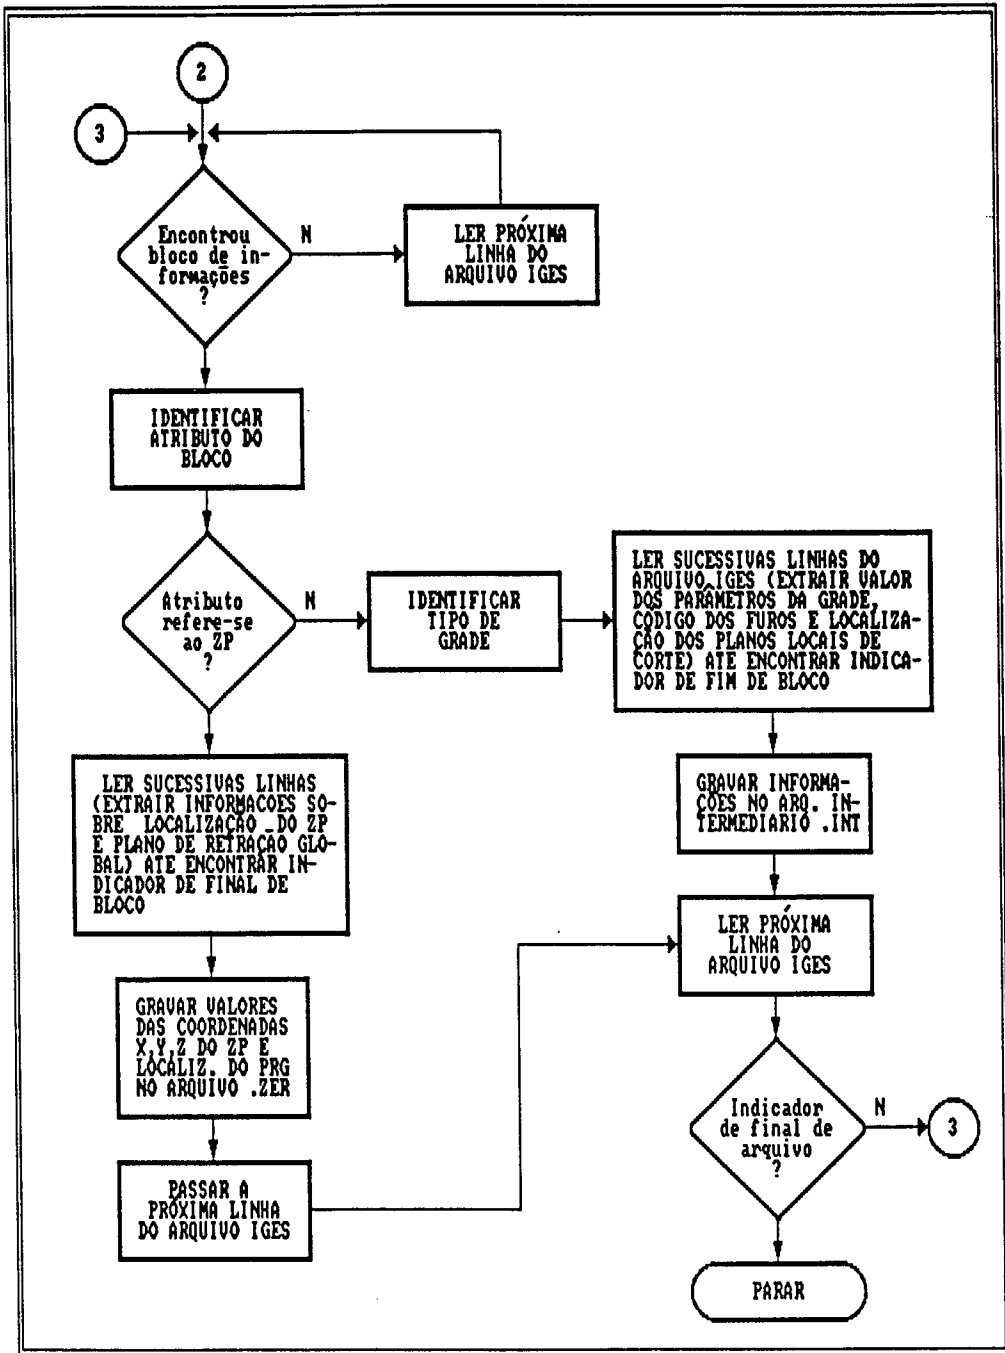 2
3
Encontrou
bloco de in-
formações
?
N
LER PRÓXIMA
LINHA DO
ARQUIVO IGES
IDENTIFICAR
ATRIBUTO DO
BLOCO
Atributo
refere-se
ao ZP
?
N
IDENTIFICAR
TIPO DE
GRADE
LER SUCESSIVAS LINHAS DO
ARQUIVO IGES (EXTRAIR VALOR
DOS PARÂMETROS DA GRADE,
CÓDIGO DOS FUROS E LOCALIZA-
ÇÃO DOS PLANOS LOCAIS DE
CORTE) ATE ENCONTRAR INDICA-
DOR DE FIM DE BLOCO
LER SUCESSIVAS LINHAS
(EXTRAIR INFORMACOES SO-
BRE LOCALIZAÇÃO DO ZP
E PLANO DE RETRAÇÃO GLO-
BAL) ATE ENCONTRAR IN-
DICADOR DE FINAL DE
BLOCO
GRAVAR INFORMA-
ÇÕES NO ARQ. IN-
TERMEDIARIO .INT
LER PRÓXIMA
LINHA DO
ARQUIVO IGES
GRAVAR VALORES
DAS COORDENADAS
X,Y,Z DO ZP E
LOCALIZ. DO PRG
NO ARQUIVO .ZER
Indicador
de final de
arquivo
?
N
3
PASSAR A
PRÓXIMA LINHA
DO ARQUIVO IGES
PARAR